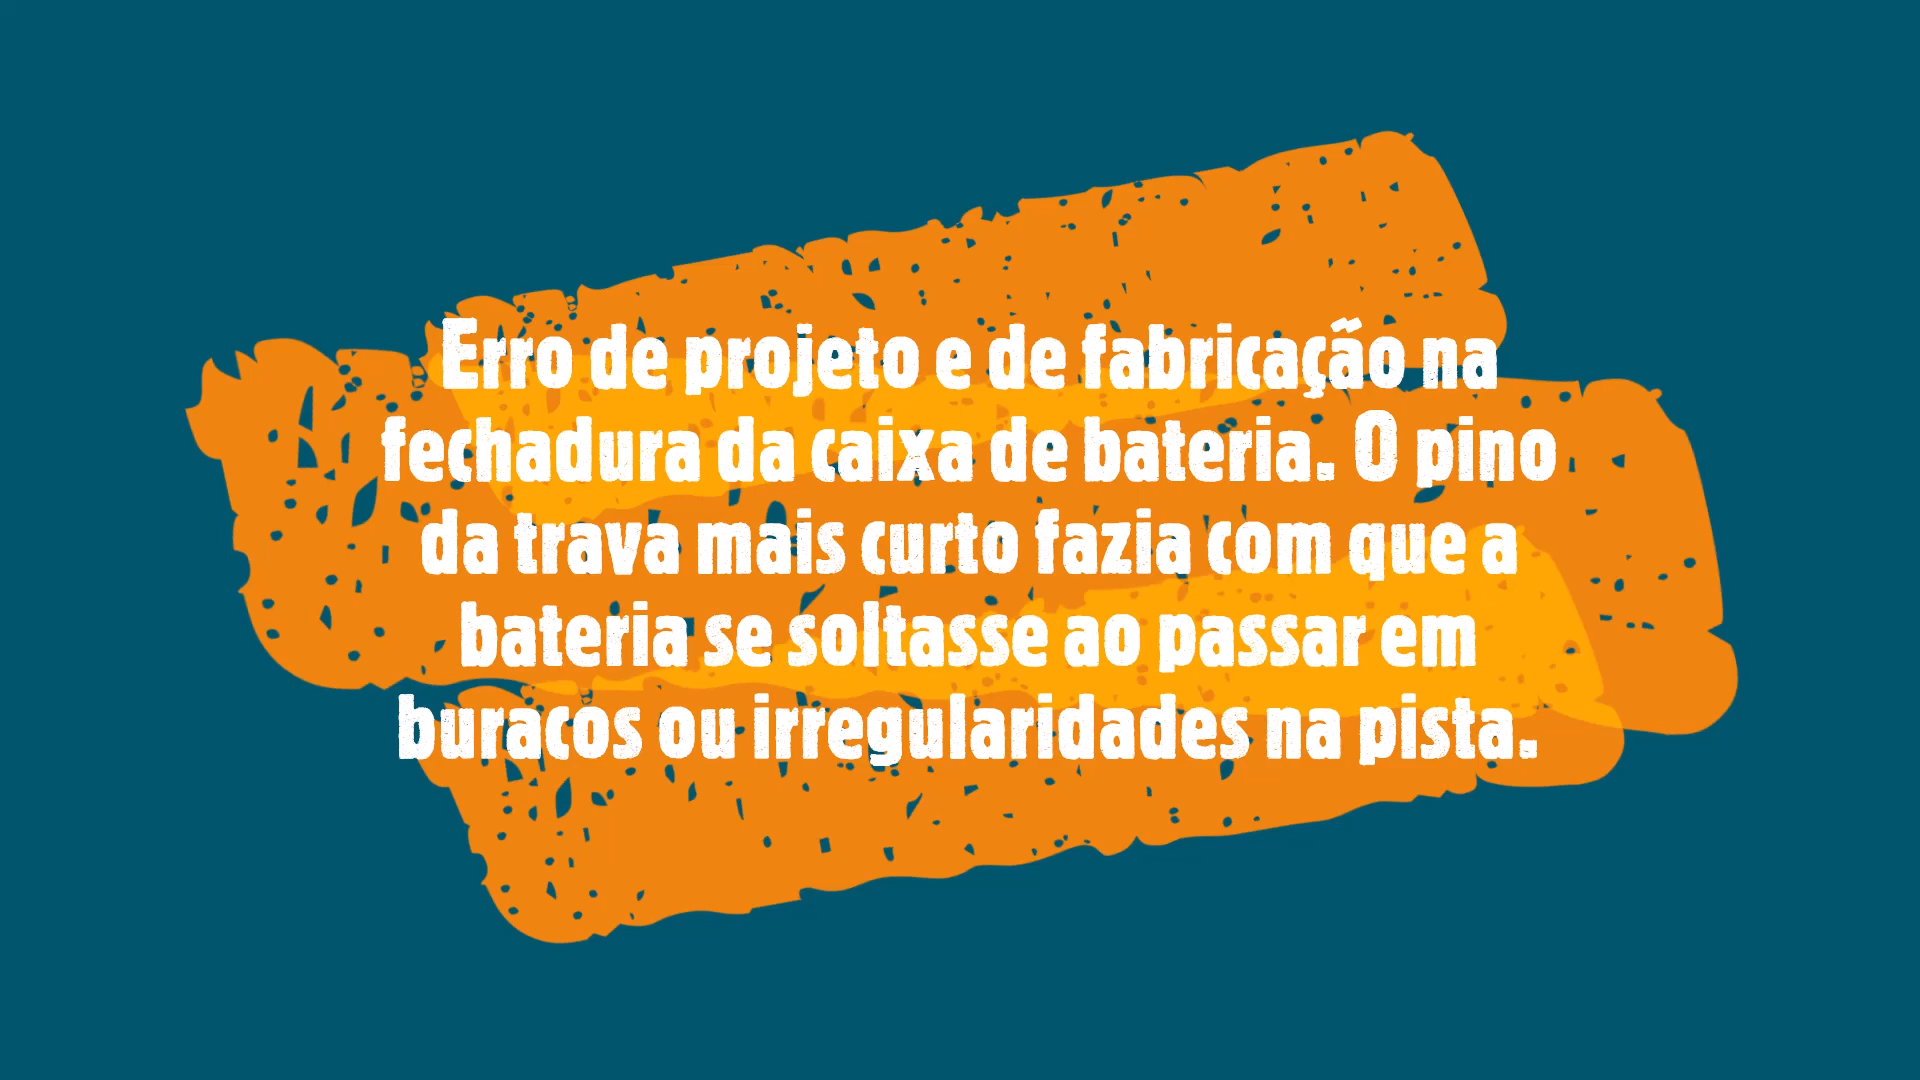 Erro de projeto e de fabricação na
fechadura da caixa de bateria. O pino
da trava mais curto fazia com que a
bateria se soltasse ao passar em
buracos ou irregularidades na pista.